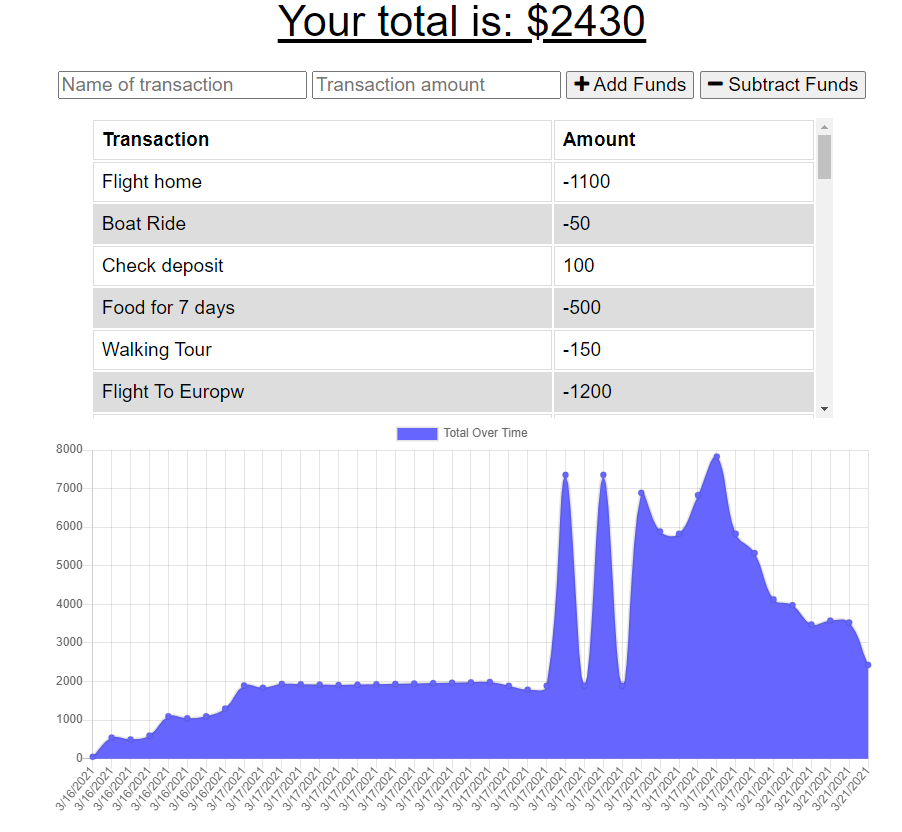 Your total is: $2430
Name of transaction Transaction amount + Add Funds − Subtract Funds
Transaction Amount
Flight home -1100
Boat Ride -50
Check deposit 100
Food for 7 days -500
Walking Tour -150
Flight To Europw -1200
Total Over Time
8000
7000
6000
5000
4000
3000
2000
1000
0
3/16/2021 3/16/2021 3/16/2021 3/16/2021 3/16/2021 3/16/2021 3/16/2021 3/16/2021 3/17/2021 3/17/2021 3/17/2021 3/17/2021 3/17/2021 3/17/2021 3/17/2021 3/17/2021 3/17/2021 3/17/2021 3/17/2021 3/17/2021 3/17/2021 3/17/2021 3/17/2021 3/17/2021 3/17/2021 3/17/2021 3/17/2021 3/17/2021 3/17/2021 3/17/2021 3/17/2021 3/17/2021 3/17/2021 3/17/2021 3/17/2021 3/17/2021 3/21/2021 3/21/2021 3/21/2021 3/21/2021 3/21/2021 3/21/2021